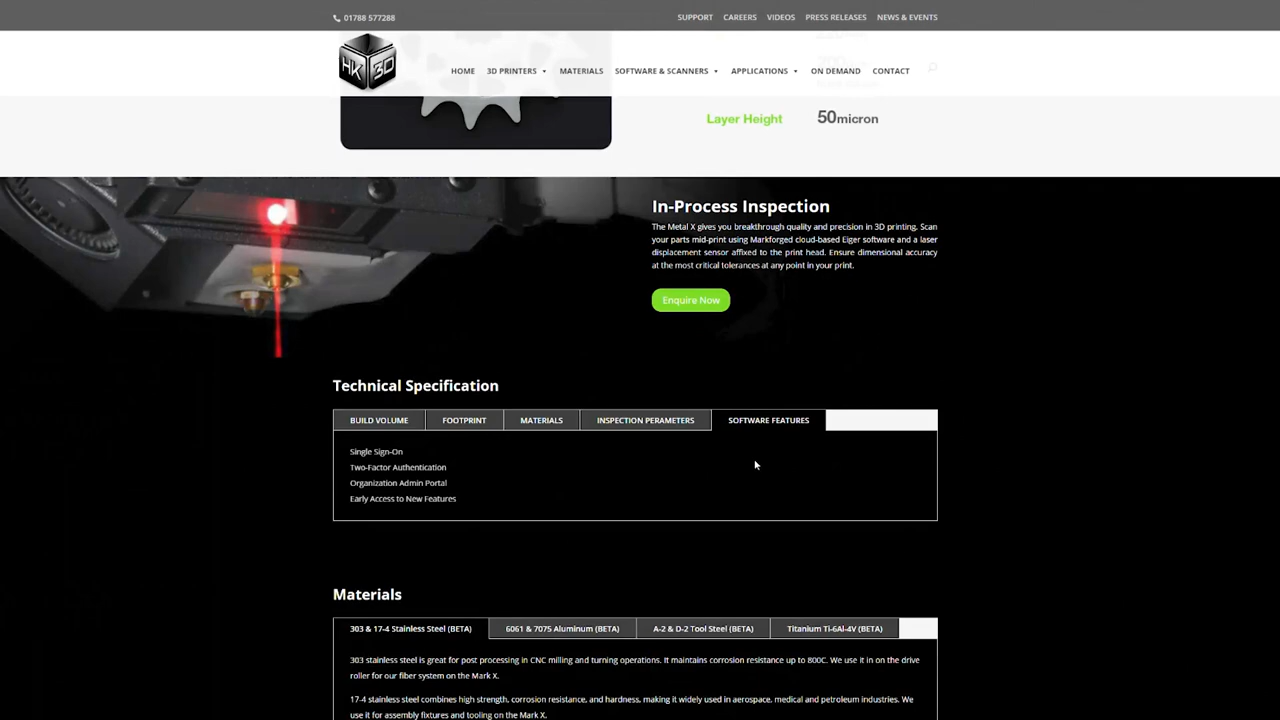 01788 577288
SUPPORT CAREERS VIDEOS PRESS RELEASES NEWS & EVENTS
HK 3D
HOME 3D PRINTERS MATERIALS SOFTWARE & SCANNERS APPLICATIONS ON DEMAND CONTACT
Layer Height 50micron
In-Process Inspection
The Metal X gives you breakthrough quality and precision in 3D printing. Scan
your parts mid-print using Markforged cloud-based Eiger software and a laser
displacement sensor affixed to the print head. Ensure dimensional accuracy
at the most critical tolerances at any point in your print.
Enquire Now
Technical Specification
BUILD VOLUME FOOTPRINT MATERIALS INSPECTION PERAMETERS SOFTWARE FEATURES
Single Sign-On
Two-Factor Authentication
Organization Admin Portal
Early Access to New Features
Materials
303 & 17-4 Stainless Steel (BETA) 6061 & 7075 Aluminum (BETA) A-2 & D-2 Tool Steel (BETA) Titanium Ti-6Al-4V (BETA)
303 stainless steel is great for post processing in CNC milling and turning operations. It maintains corrosion resistance up to 800C. We use it in on the drive
roller for our fiber system on the Mark X.
17-4 stainless steel combines high strength, corrosion resistance, and hardness, making it widely used in aerospace, medical and petroleum industries. We
use it for assembly fixtures and tooling on the Mark X.